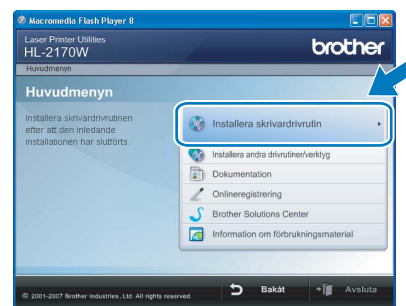 Macromedia Flash Player 8
Laser Printer Utilities
HL-2170W
brother
Huvudmenyn
Huvudmenyn
Installera skrivardrivrutinen
efter att den inledande
installationen har slutförts.
Installera skrivardrivrutin
Installera andra drivrutiner/verktyg
Dokumentation
Onlineregistrering
Brother Solutions Center
Information om förbrukningsmaterial
© 2001-2007 Brother Industries, Ltd. All rights reserved.
Bakåt
Avsluta